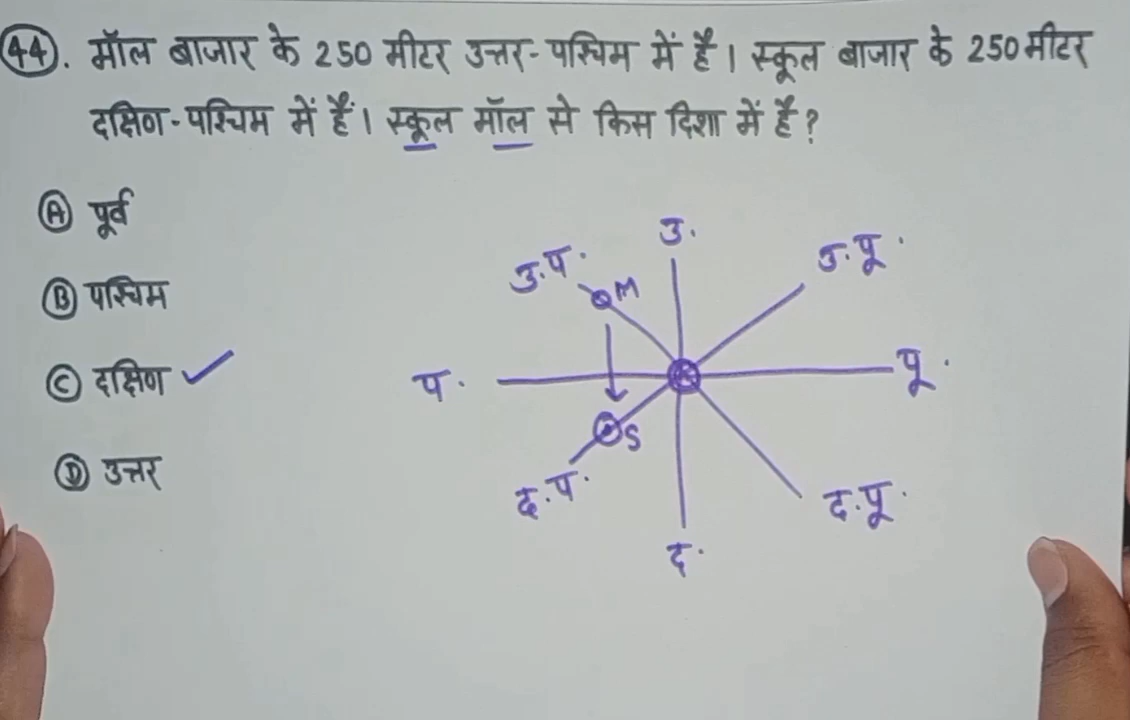 44. मॉल बाजार के 250 मीटर उत्तर-पश्चिम में है। स्कूल बाजार के 250 मीटर
दक्षिण-पश्चिम में हैं। स्कूल मॉल से किस दिशा में है?
A पूर्व
B पश्चिम
C दक्षिण
D उत्तर
उ.
उ.प.
उ.पू.
M
प.
पू.
S
द.प.
द.पू.
द.